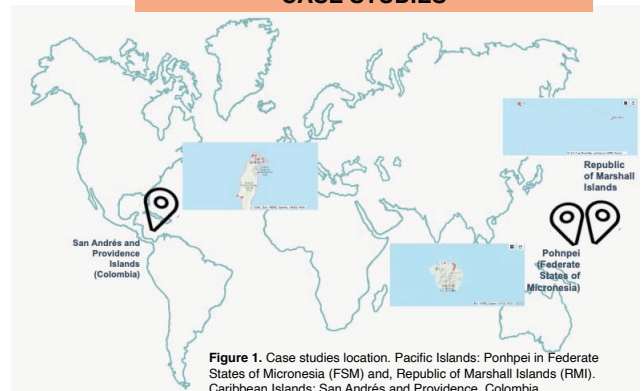 CASE STUDIES
Republic
of Marshall
Islands
San Andrés and
Providence
Islands
(Colombia)
Pohnpei
(Federate
States of
Micronesia)
Figure 1. Case studies location. Pacific Islands: Ponhpei in Federate
States of Micronesia (FSM) and, Republic of Marshall Islands (RMI).
Caribbean Islands: San Andrés and Providence, Colombia